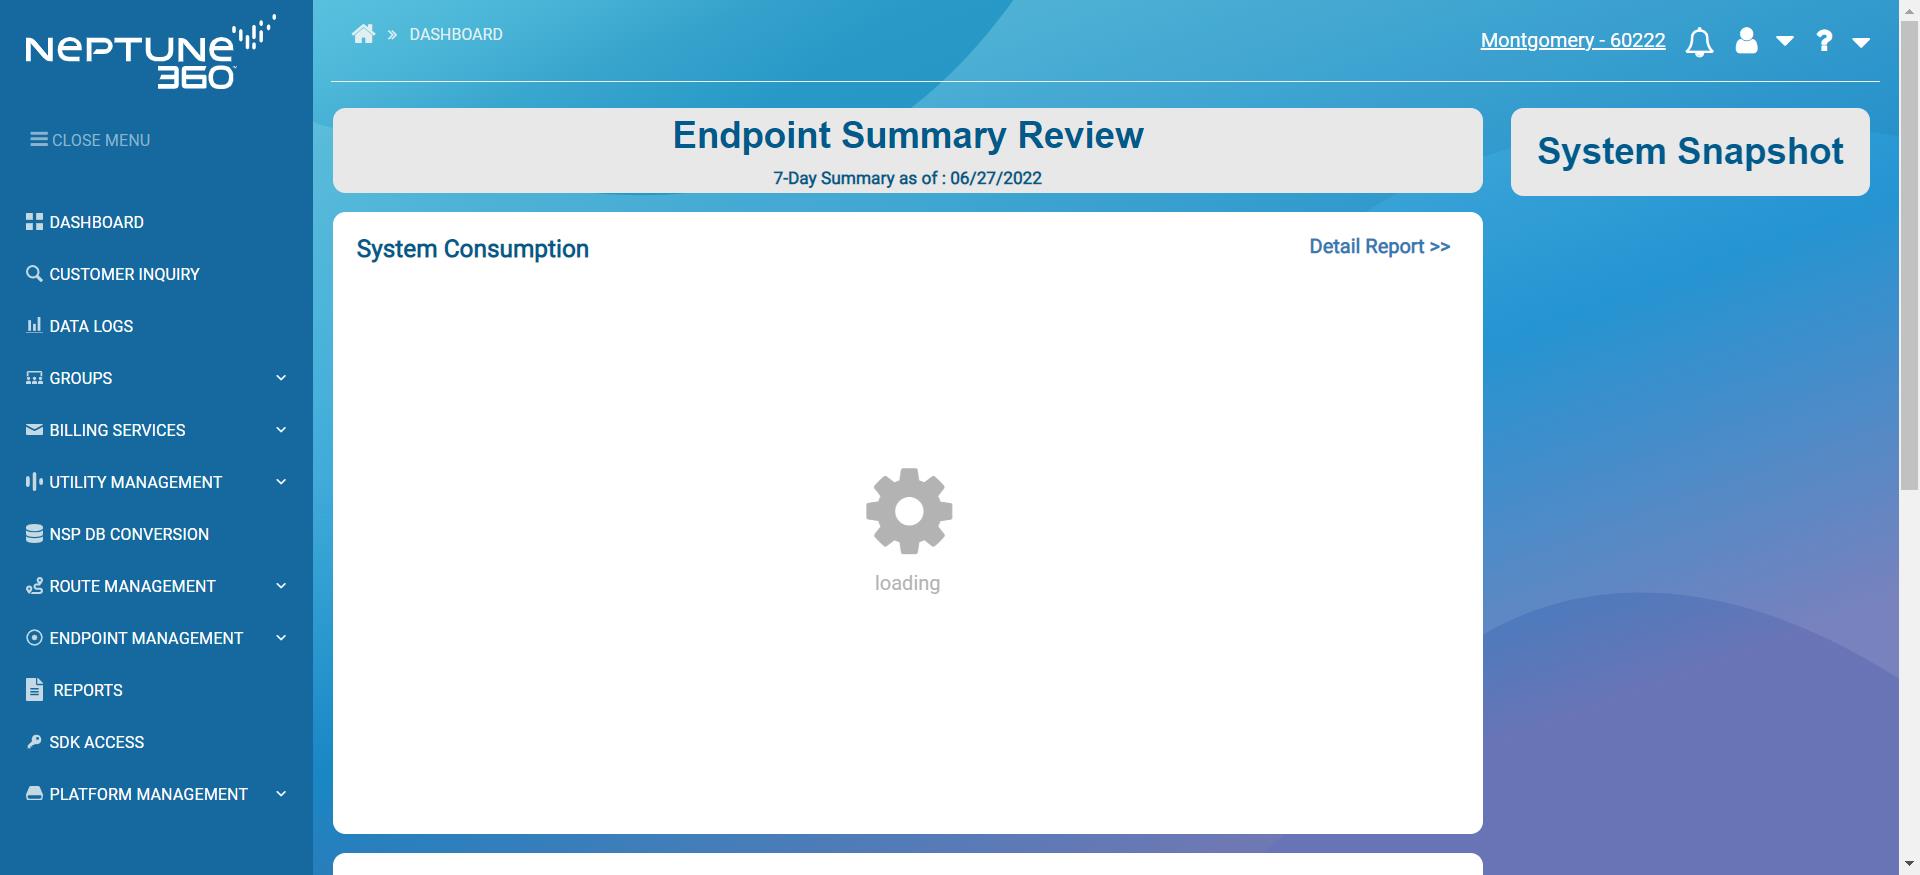 NEPTUNE
360
CLOSE MENU
DASHBOARD
CUSTOMER INQUIRY
DATA LOGS
GROUPS
BILLING SERVICES
UTILITY MANAGEMENT
NSP DB CONVERSION
ROUTE MANAGEMENT
ENDPOINT MANAGEMENT
REPORTS
SDK ACCESS
PLATFORM MANAGEMENT
» DASHBOARD
Montgomery - 60222
?
Endpoint Summary Review
7-Day Summary as of : 06/27/2022
System Snapshot
System Consumption
Detail Report >>
loading